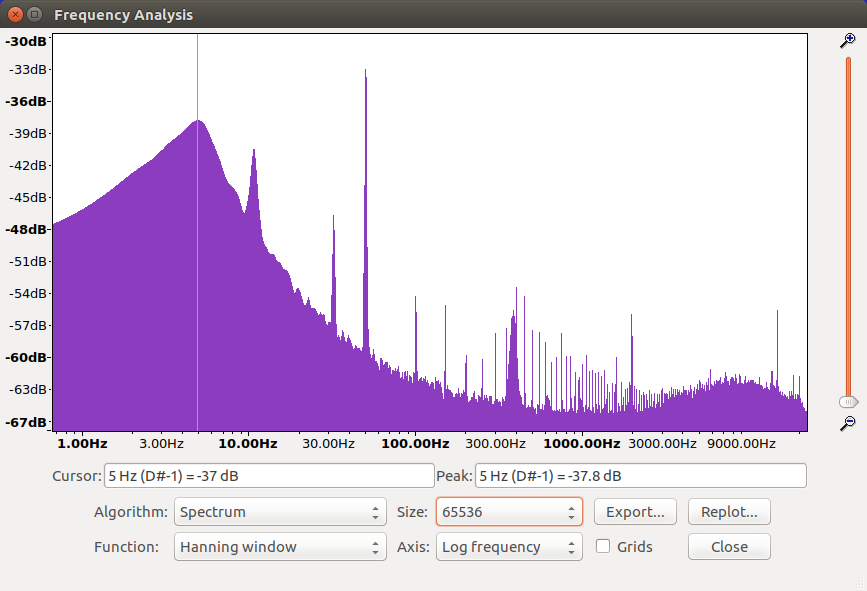 Frequency Analysis
-30dB
-33dB
-36dB
-39dB
-42dB
-45dB
-48dB
-51dB
-54dB
-57dB
-60dB
-63dB
-67dB
1.00Hz 3.00Hz 10.00Hz 30.00Hz 100.00Hz 300.00Hz 1000.00Hz 3000.00Hz 9000.00Hz
Cursor: 5 Hz (D#-1) = -37 dB Peak: 5 Hz (D#-1) = -37.8 dB
Algorithm: Spectrum Size: 65536 Export... Replot...
Function: Hanning window Axis: Log frequency Grids Close